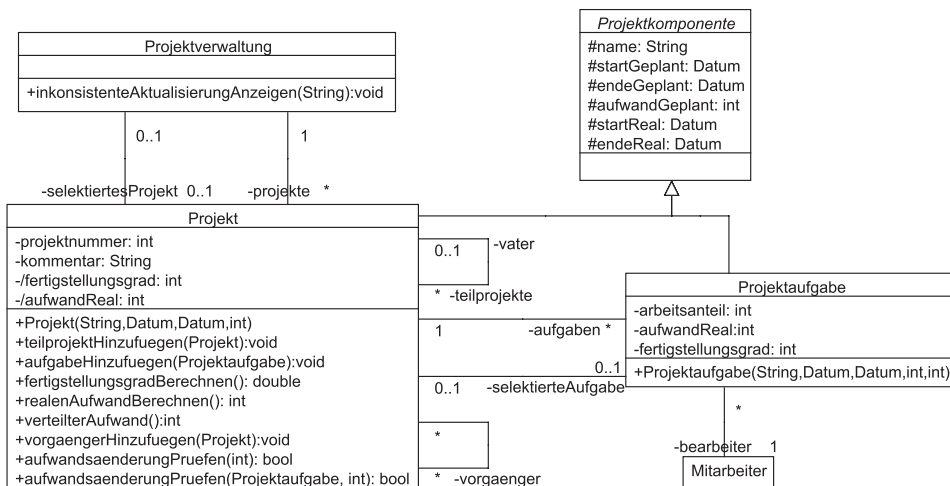 Projektverwaltung
+inkonsistenteAktualisierungAnzeigen(String):void
0..1
1
-selektiertesProjekt 0..1
-projekte *
Projektkomponente
#name: String
#startGeplant: Datum
#endeGeplant: Datum
#aufwandGeplant: int
#startReal: Datum
#endeReal: Datum
Projekt
-projektnummer: int
-kommentar: String
-/fertigstellungsgrad: int
-/aufwandReal: int
+Projekt(String,Datum,Datum,int)
+teilprojektHinzufuegen(Projekt):void
+aufgabeHinzufuegen(Projektaufgabe):void
+fertigstellungsgradBerechnen(): double
+realenAufwandBerechnen(): int
+verteilterAufwand():int
+vorgaengerHinzufuegen(Projekt):void
+aufwandsaenderungPruefen(int): bool
+aufwandsaenderungPruefen(Projektaufgabe, int): bool
0..1
-vater
* -teilprojekte
1
-aufgaben *
0..1
0..1
-selektierteAufgabe
*
* -vorgaenger
Projektaufgabe
-arbeitsanteil: int
-aufwandReal:int
-fertigstellungsgrad: int
+Projektaufgabe(String,Datum,Datum,int,int)
*
-bearbeiter 1
Mitarbeiter